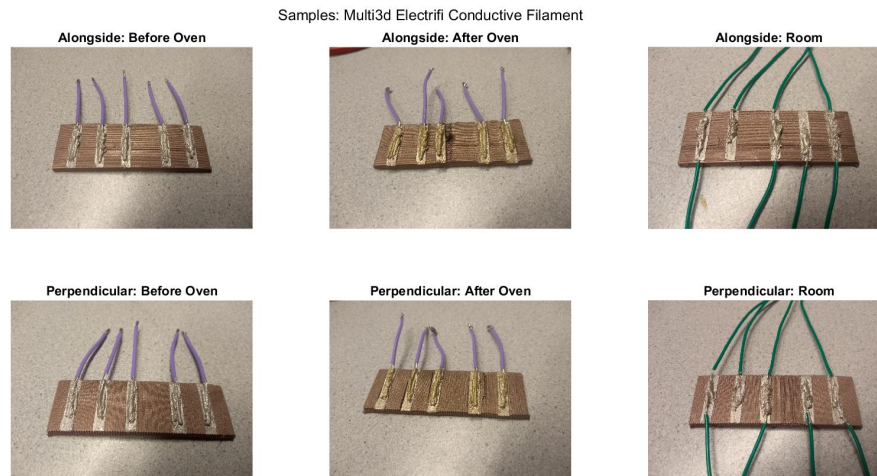 Samples: Multi3d Electrifi Conductive Filament
Alongside: Before Oven
Alongside: After Oven
Alongside: Room
Perpendicular: Before Oven
Perpendicular: After Oven
Perpendicular: Room